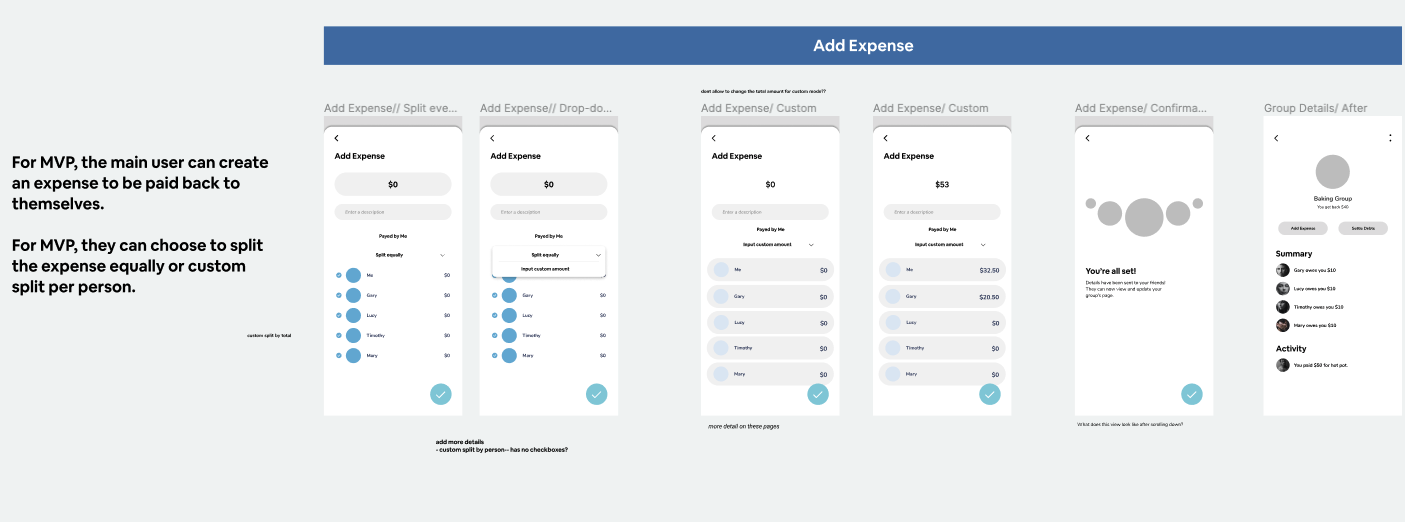 Add Expense
For MVP, the main user can create
an expense to be paid back to
themselves.
For MVP, they can choose to split
the expense equally or custom
split per person.
custom split by total
Add Expense// Split eve...
Add Expense
$0
Enter a description
Payed by Me
Split equally
Me $0
Gary $0
Lucy $0
Timothy $0
Mary $0
Add Expense// Drop-do...
Add Expense
$0
Enter a description
Payed by Me
Split equally
Input custom amount
Gary $0
Lucy $0
Timothy $0
Mary $0
add more details
- custom split by person-- has no checkboxes?
dont allow to change the total amount for custom model??
Add Expense/ Custom
Add Expense
$0
Enter a description
Payed by Me
Input custom amount
Me $0
Gary $0
Lucy $0
Timothy $0
Mary $0
more detail on these pages
Add Expense/ Custom
Add Expense
$53
Enter a description
Payed by Me
Input custom amount
Me $32.50
Gary $20.50
Lucy $0
Timothy $0
Mary $0
Add Expense/ Confirma...
You're all set!
Details have been sent to your friends!
They can now view and update your
group's page.
What does this view look like after scrolling down?
Group Details/ After
Baking Group
You get back $40
Add Expense
Settle Debts
Summary
Gary owes you $10
Lucy owes you $10
Timothy owes you $10
Mary owes you $10
Activity
You paid $50 for hot pot.